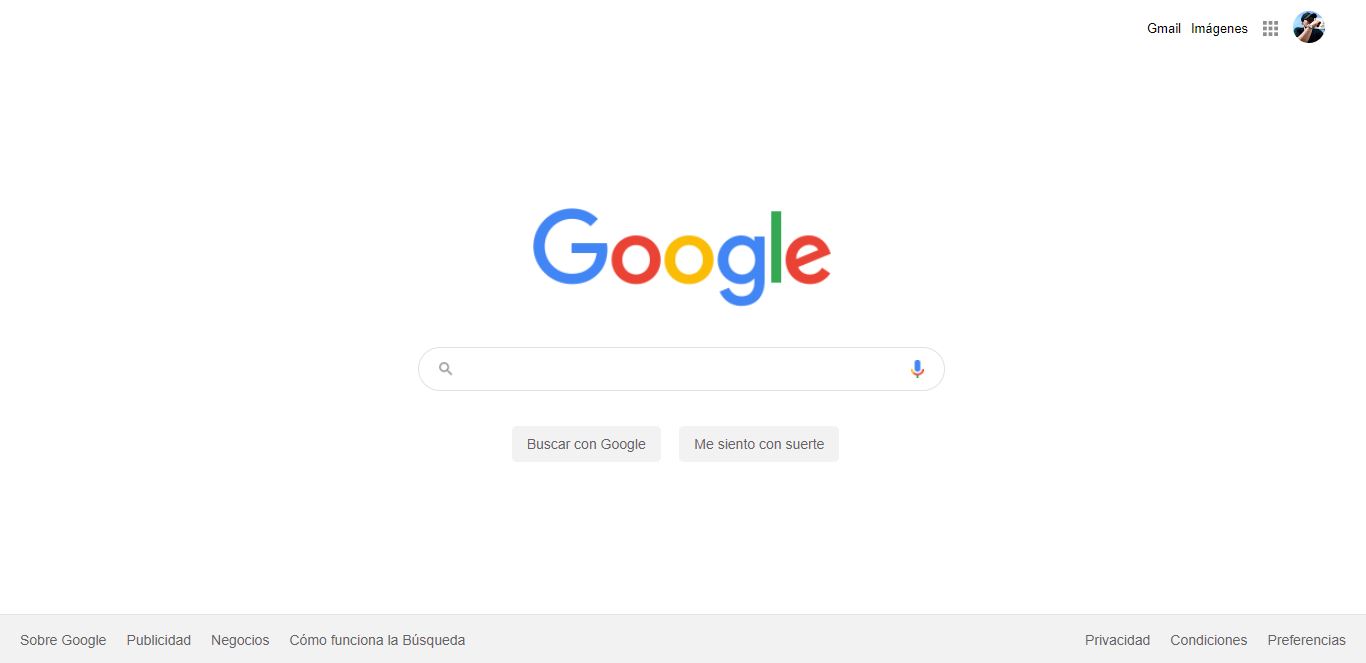 Gmail Imágenes
Google
Buscar con Google Me siento con suerte
Sobre Google Publicidad Negocios Cómo funciona la Búsqueda Privacidad Condiciones Preferencias